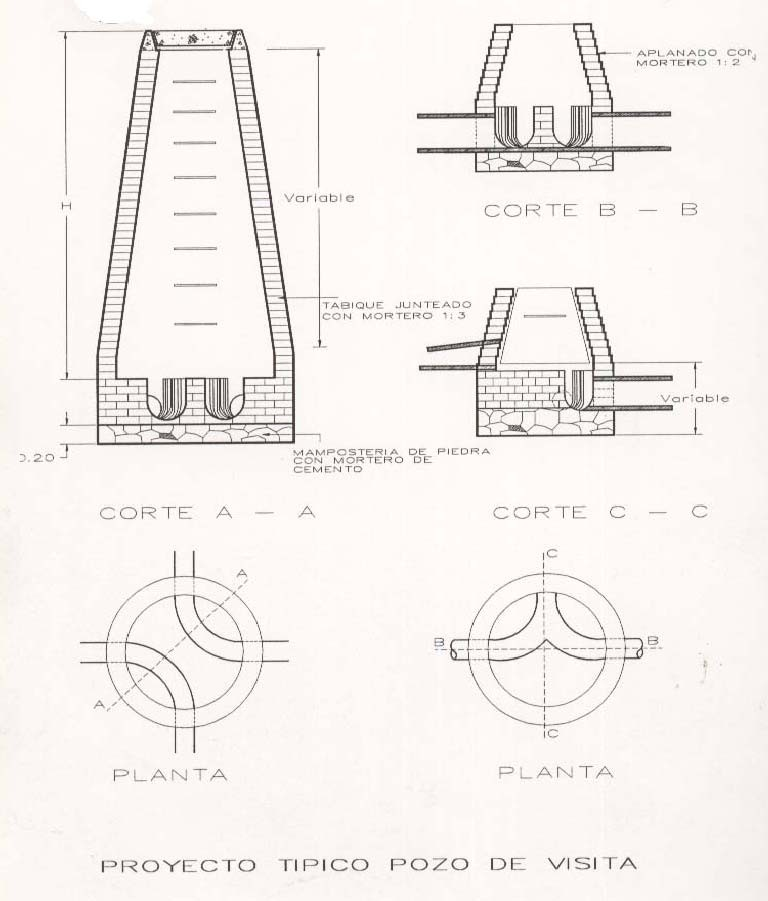 APLANADO CON
MORTERO 1:2
H
Variable
CORTE B - B
TABIQUE JUNTEADO
CON MORTERO 1:3
Variable
0.20
MAMPOSTERIA DE PIEDRA
CON MORTERO DE
CEMENTO
CORTE A - A
CORTE C - C
A
C
B
B
A
C
PLANTA
PLANTA
PROYECTO TIPICO POZO DE VISITA